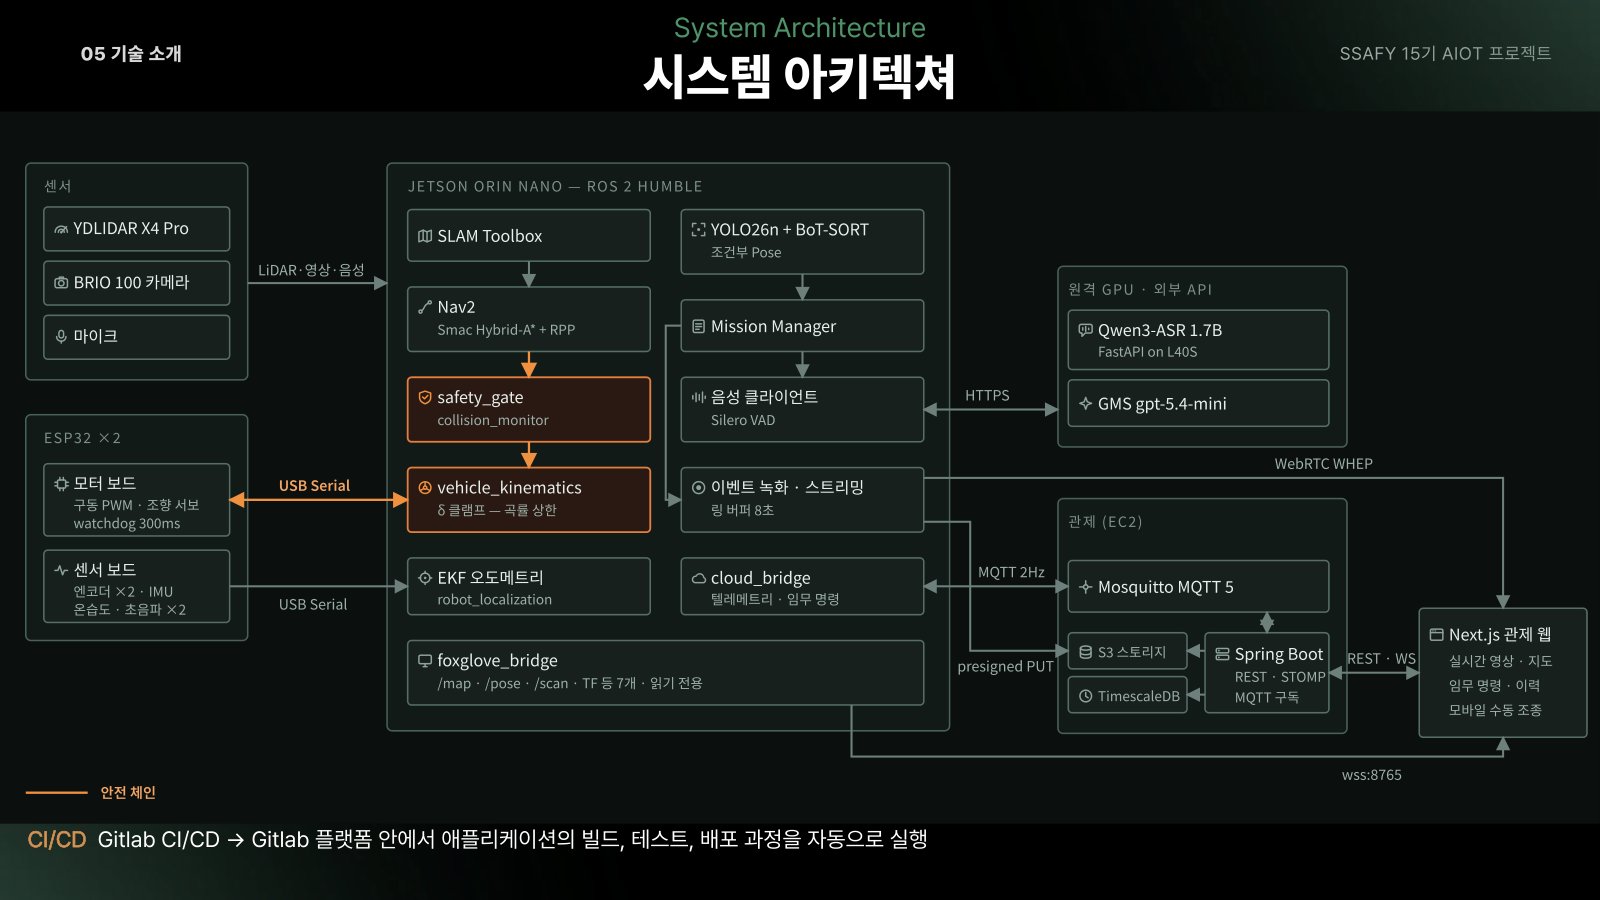 System Architecture
05 기술 소개
시스템 아키텍쳐
SSAFY 15기 AIOT 프로젝트
센서
YDLIDAR X4 Pro
BRIO 100 카메라
마이크
LiDAR·영상·음성
ESP32 ×2
모터 보드
구동 PWM · 조향 서보
watchdog 300ms
센서 보드
엔코더 ×2 · IMU
온습도 · 초음파 ×2
USB Serial
USB Serial
JETSON ORIN NANO — ROS 2 HUMBLE
SLAM Toolbox
Nav2
Smac Hybrid-A* + RPP
safety_gate
collision_monitor
vehicle_kinematics
δ 클램프 — 곡률 상한
EKF 오도메트리
robot_localization
YOLO26n + BoT-SORT
조건부 Pose
Mission Manager
음성 클라이언트
Silero VAD
이벤트 녹화 · 스트리밍
링 버퍼 8초
cloud_bridge
텔레메트리 · 임무 명령
foxglove_bridge
/map · /pose · /scan · TF 등 7개 · 읽기 전용
HTTPS
원격 GPU · 외부 API
Qwen3-ASR 1.7B
FastAPI on L40S
GMS gpt-5.4-mini
WebRTC WHEP
관제 (EC2)
MQTT 2Hz
Mosquitto MQTT 5
presigned PUT
S3 스토리지
TimescaleDB
Spring Boot
REST · STOMP
MQTT 구독
REST · WS
Next.js 관제 웹
실시간 영상 · 지도
임무 명령 · 이력
모바일 수동 조종
wss:8765
안전 체인
CI/CD Gitlab CI/CD → Gitlab 플랫폼 안에서 애플리케이션의 빌드, 테스트, 배포 과정을 자동으로 실행